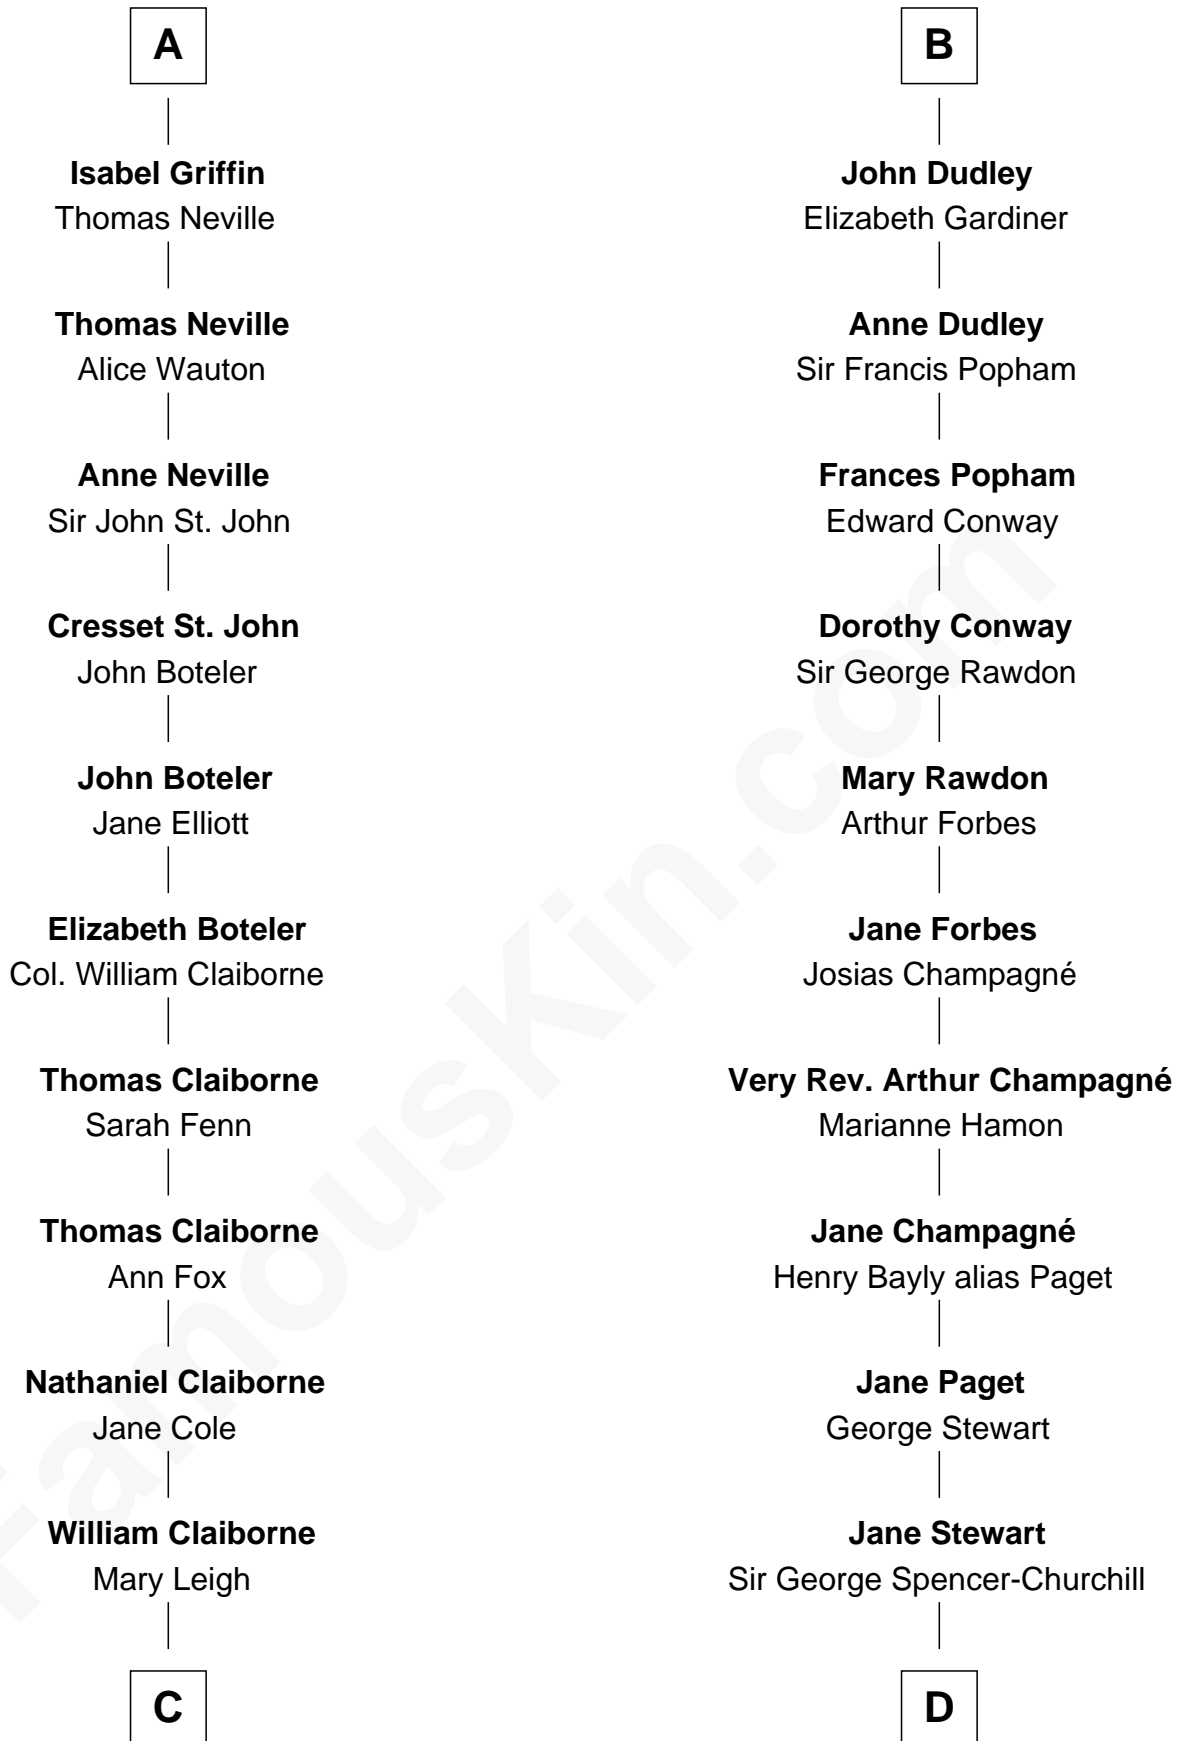 A
Isabel Griffin
Thomas Neville
Thomas Neville
Alice Wauton
Anne Neville
Sir John St. John
Cresset St. John
John Boteler
John Boteler
Jane Elliott
Elizabeth Boteler
Col. William Claiborne
Thomas Claiborne
Sarah Fenn
Thomas Claiborne
Ann Fox
Nathaniel Claiborne
Jane Cole
William Claiborne
Mary Leigh
C
B
John Dudley
Elizabeth Gardiner
Anne Dudley
Sir Francis Popham
Frances Popham
Edward Conway
Dorothy Conway
Sir George Rawdon
Mary Rawdon
Arthur Forbes
Jane Forbes
Josias Champagné
Very Rev. Arthur Champagné
Marianne Hamon
Jane Champagné
Henry Bayly alias Paget
Jane Paget
George Stewart
Jane Stewart
Sir George Spencer-Churchill
D
FamousKin.com